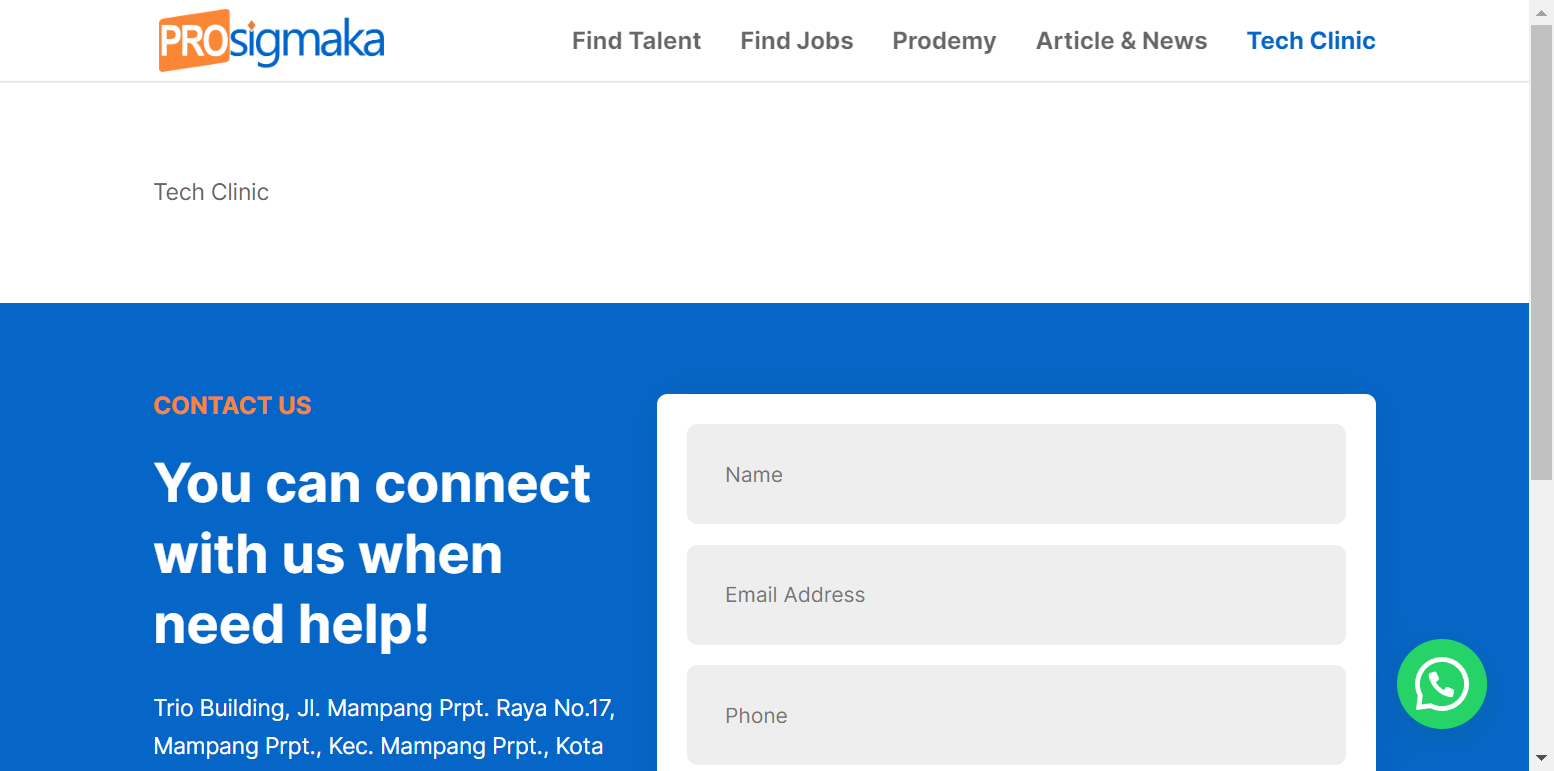 PROsigmaka
Find Talent
Find Jobs
Prodemy
Article & News
Tech Clinic
Tech Clinic
CONTACT US
You can connect
with us when
need help!
Trio Building, Jl. Mampang Prpt. Raya No.17,
Mampang Prpt., Kec. Mampang Prpt., Kota
Name
Email Address
Phone